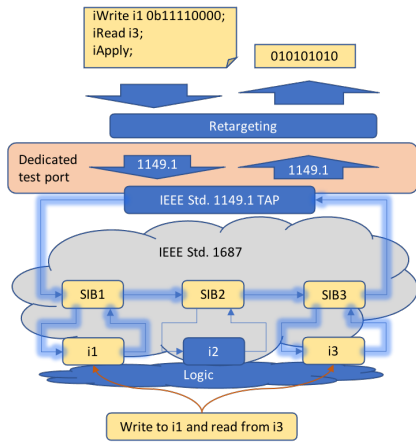 iWrite i1 0b11110000;
iRead i3;
iApply;
010101010
Retargeting
Dedicated
test port
1149.1
1149.1
IEEE Std. 1149.1 TAP
IEEE Std. 1687
SIB1
SIB2
SIB3
i1
i2
i3
Logic
Write to i1 and read from i3